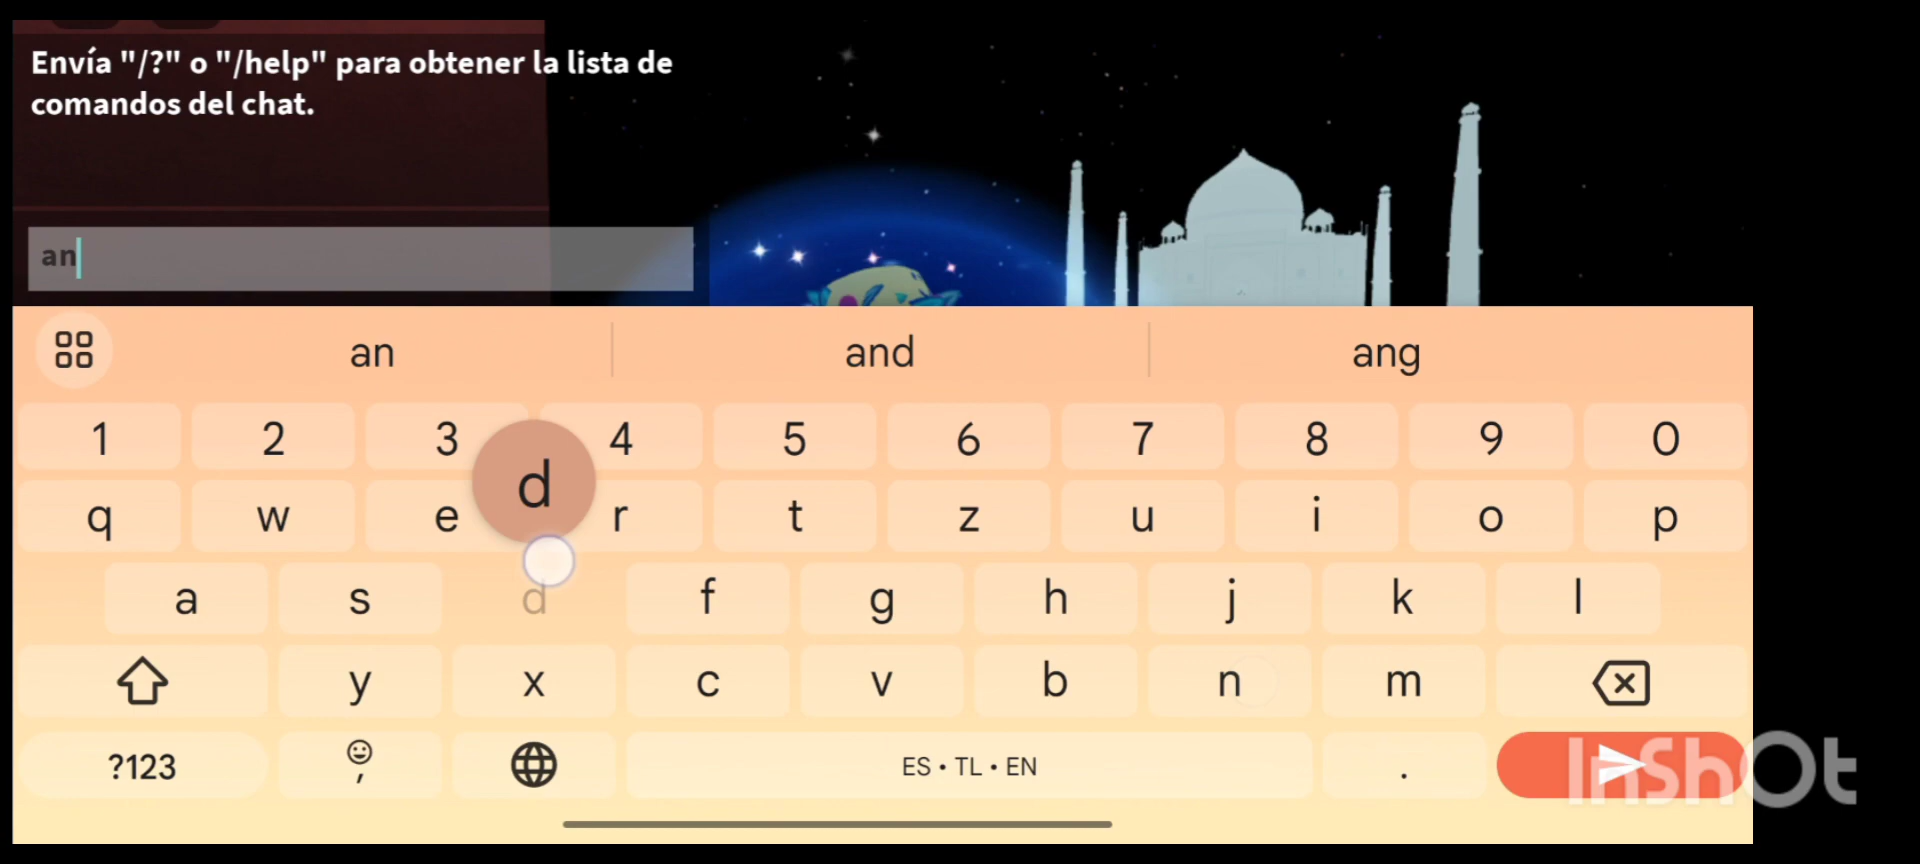 Envía "/?" o "/help" para obtener la lista de
comandos del chat.
an
an and ang
1 2 3 4 5 6 7 8 9 0
d
q w e r t z u i o p
a s d f g h j k l
y x c v b n m
?123 , ES • TL • EN .
InShOt